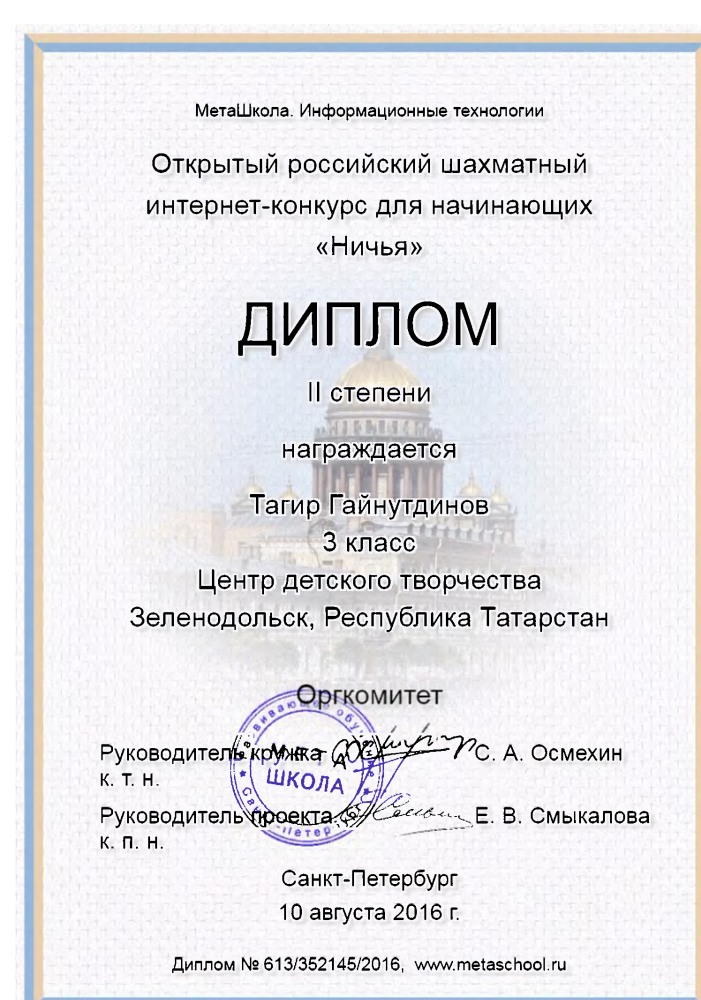 МетаШкола. Информационные технологии
Открытый российский шахматный
интернет-конкурс для начинающих
«Ничья»
ДИПЛОМ
II степени
награждается
Тагир Гайнутдинов
3 класс
Центр детского творчества
Зеленодольск, Республика Татарстан
Оргкомитет
Руководитель кружка
С. А. Осмехин
к. т. н.
ШКОЛА
Руководитель проекта
Е. В. Смыкалова
к. п. н.
Санкт-Петербург
10 августа 2016 г.
Диплом № 613/352145/2016, www.metaschool.ru